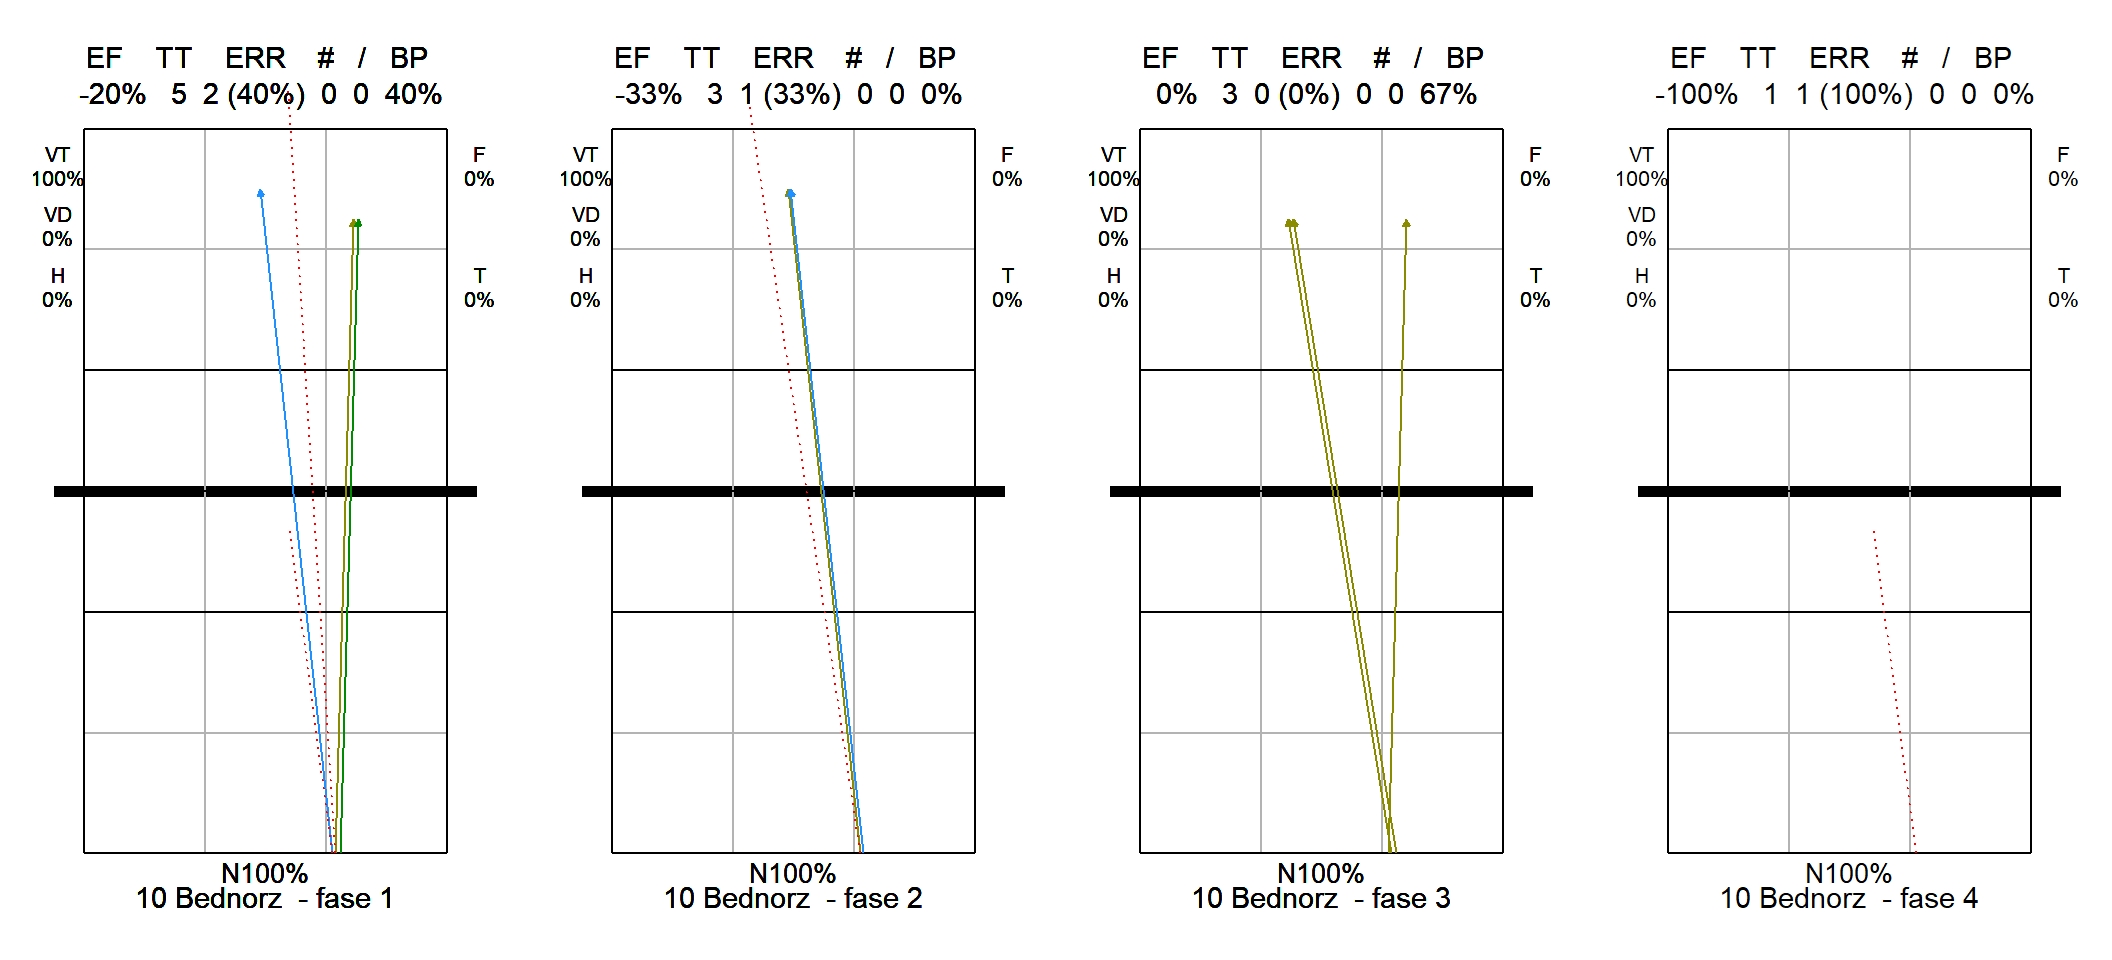 EF TT ERR # / BP
-20% 5 2 (40%) 0 0 40%
VT
100%
VD
0%
H
0%
F
0%
T
0%
N100%
10 Bednorz - fase 1
EF TT ERR # / BP
-33% 3 1 (33%) 0 0 0%
VT
100%
VD
0%
H
0%
F
0%
T
0%
N100%
10 Bednorz - fase 2
EF TT ERR # / BP
0% 3 0 (0%) 0 0 67%
VT
100%
VD
0%
H
0%
F
0%
T
0%
N100%
10 Bednorz - fase 3
EF TT ERR # / BP
-100% 1 1 (100%) 0 0 0%
VT
100%
VD
0%
H
0%
F
0%
T
0%
N100%
10 Bednorz - fase 4